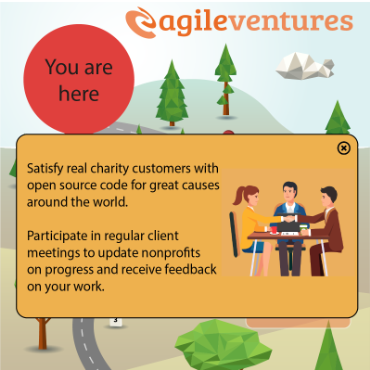 agileventures
You are
here
Satisfy real charity customers with
open source code for great causes
around the world.
Participate in regular client
meetings to update nonprofits
on progress and receive feedback
on your work.
3